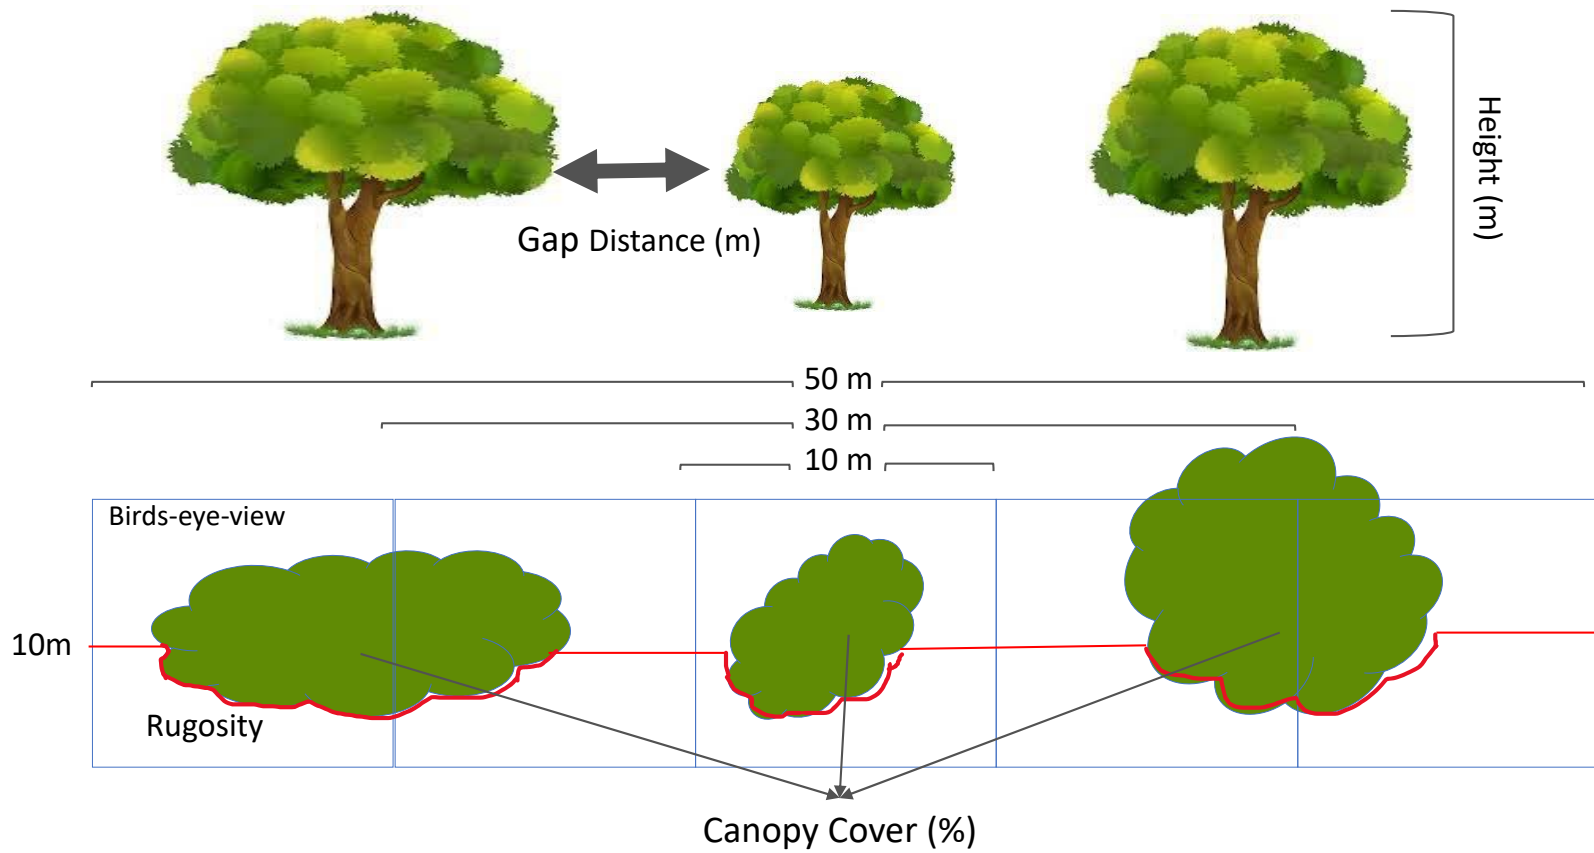 Height (m)
Gap Distance (m)
50 m
30 m
10 m
Birds-eye-view
10m
Rugosity
Canopy Cover (%)